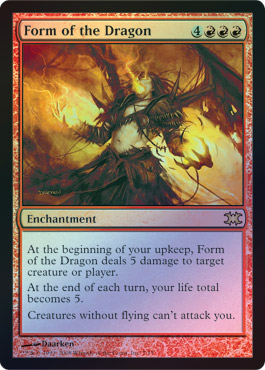 Form of the Dragon 4
Enchantment
At the beginning of your upkeep, Form
of the Dragon deals 5 damage to target
creature or player.
At the end of each turn, your life total
becomes 5.
Creatures without flying can't attack you.
Daarken